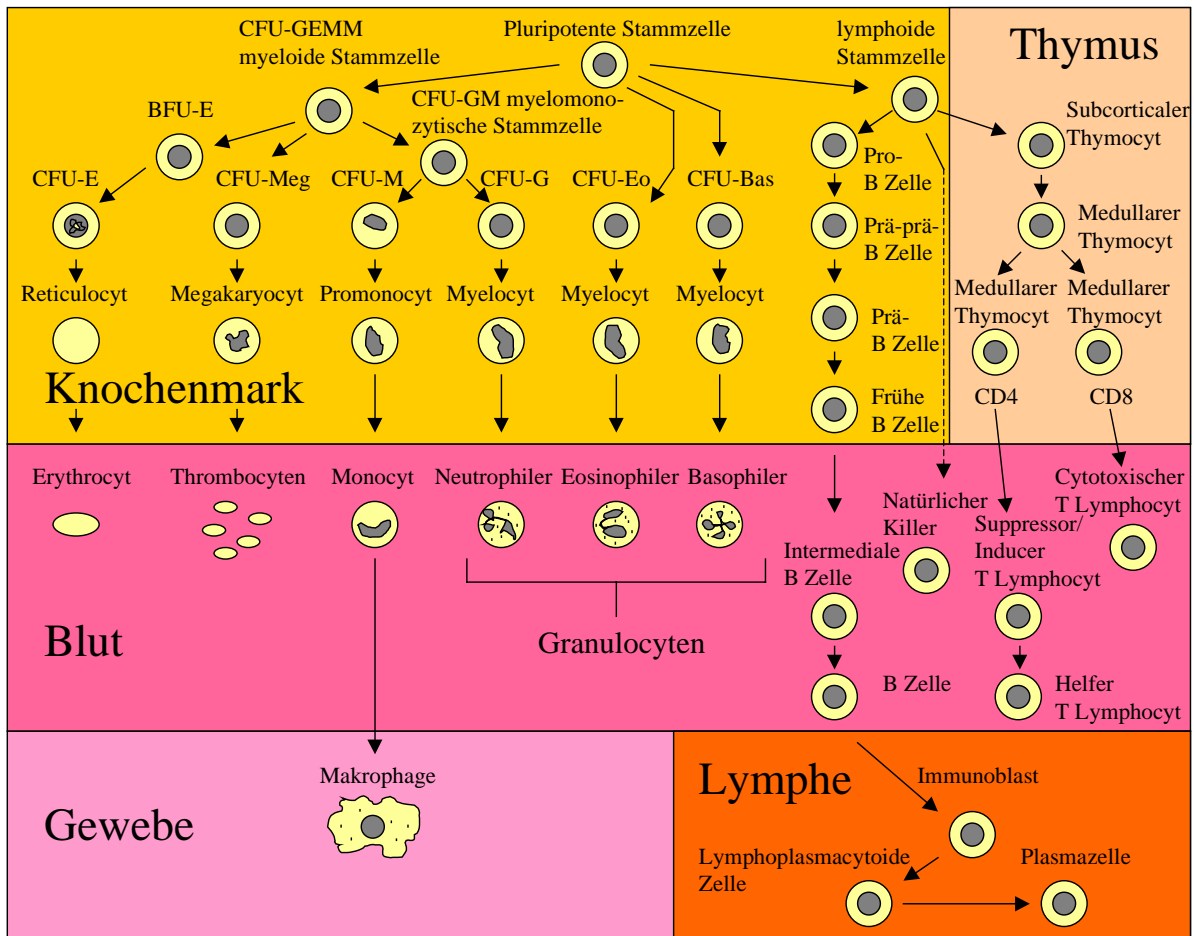 CFU-GEMM
myeloide Stammzelle
Pluripotente Stammzelle
lymphoide
Stammzelle
Thymus
BFU-E
CFU-GM myelomono-
zytische Stammzelle
Subcorticaler
Thymocyt
Pro-
B Zelle
CFU-E
CFU-Meg
CFU-M
CFU-G
CFU-Eo
CFU-Bas
Prä-prä-
B Zelle
Medullarer
Thymocyt
Reticulocyt
Megakaryocyt
Promonocyt
Myelocyt
Myelocyt
Myelocyt
Medullarer
Thymocyt
Medullarer
Thymocyt
Prä-
B Zelle
Knochenmark
Frühe
B Zelle
CD4
CD8
Erythrocyt
Thrombocyten
Monocyt
Neutrophiler
Eosinophiler
Basophiler
Cytotoxischer
T Lymphocyt
Natürlicher
Killer
Suppressor/
Inducer
T Lymphocyt
Intermediale
B Zelle
Blut
Granulocyten
B Zelle
Helfer
T Lymphocyt
Makrophage
Gewebe
Lymphe
Immunoblast
Lymphoplasmacytoide
Zelle
Plasmazelle